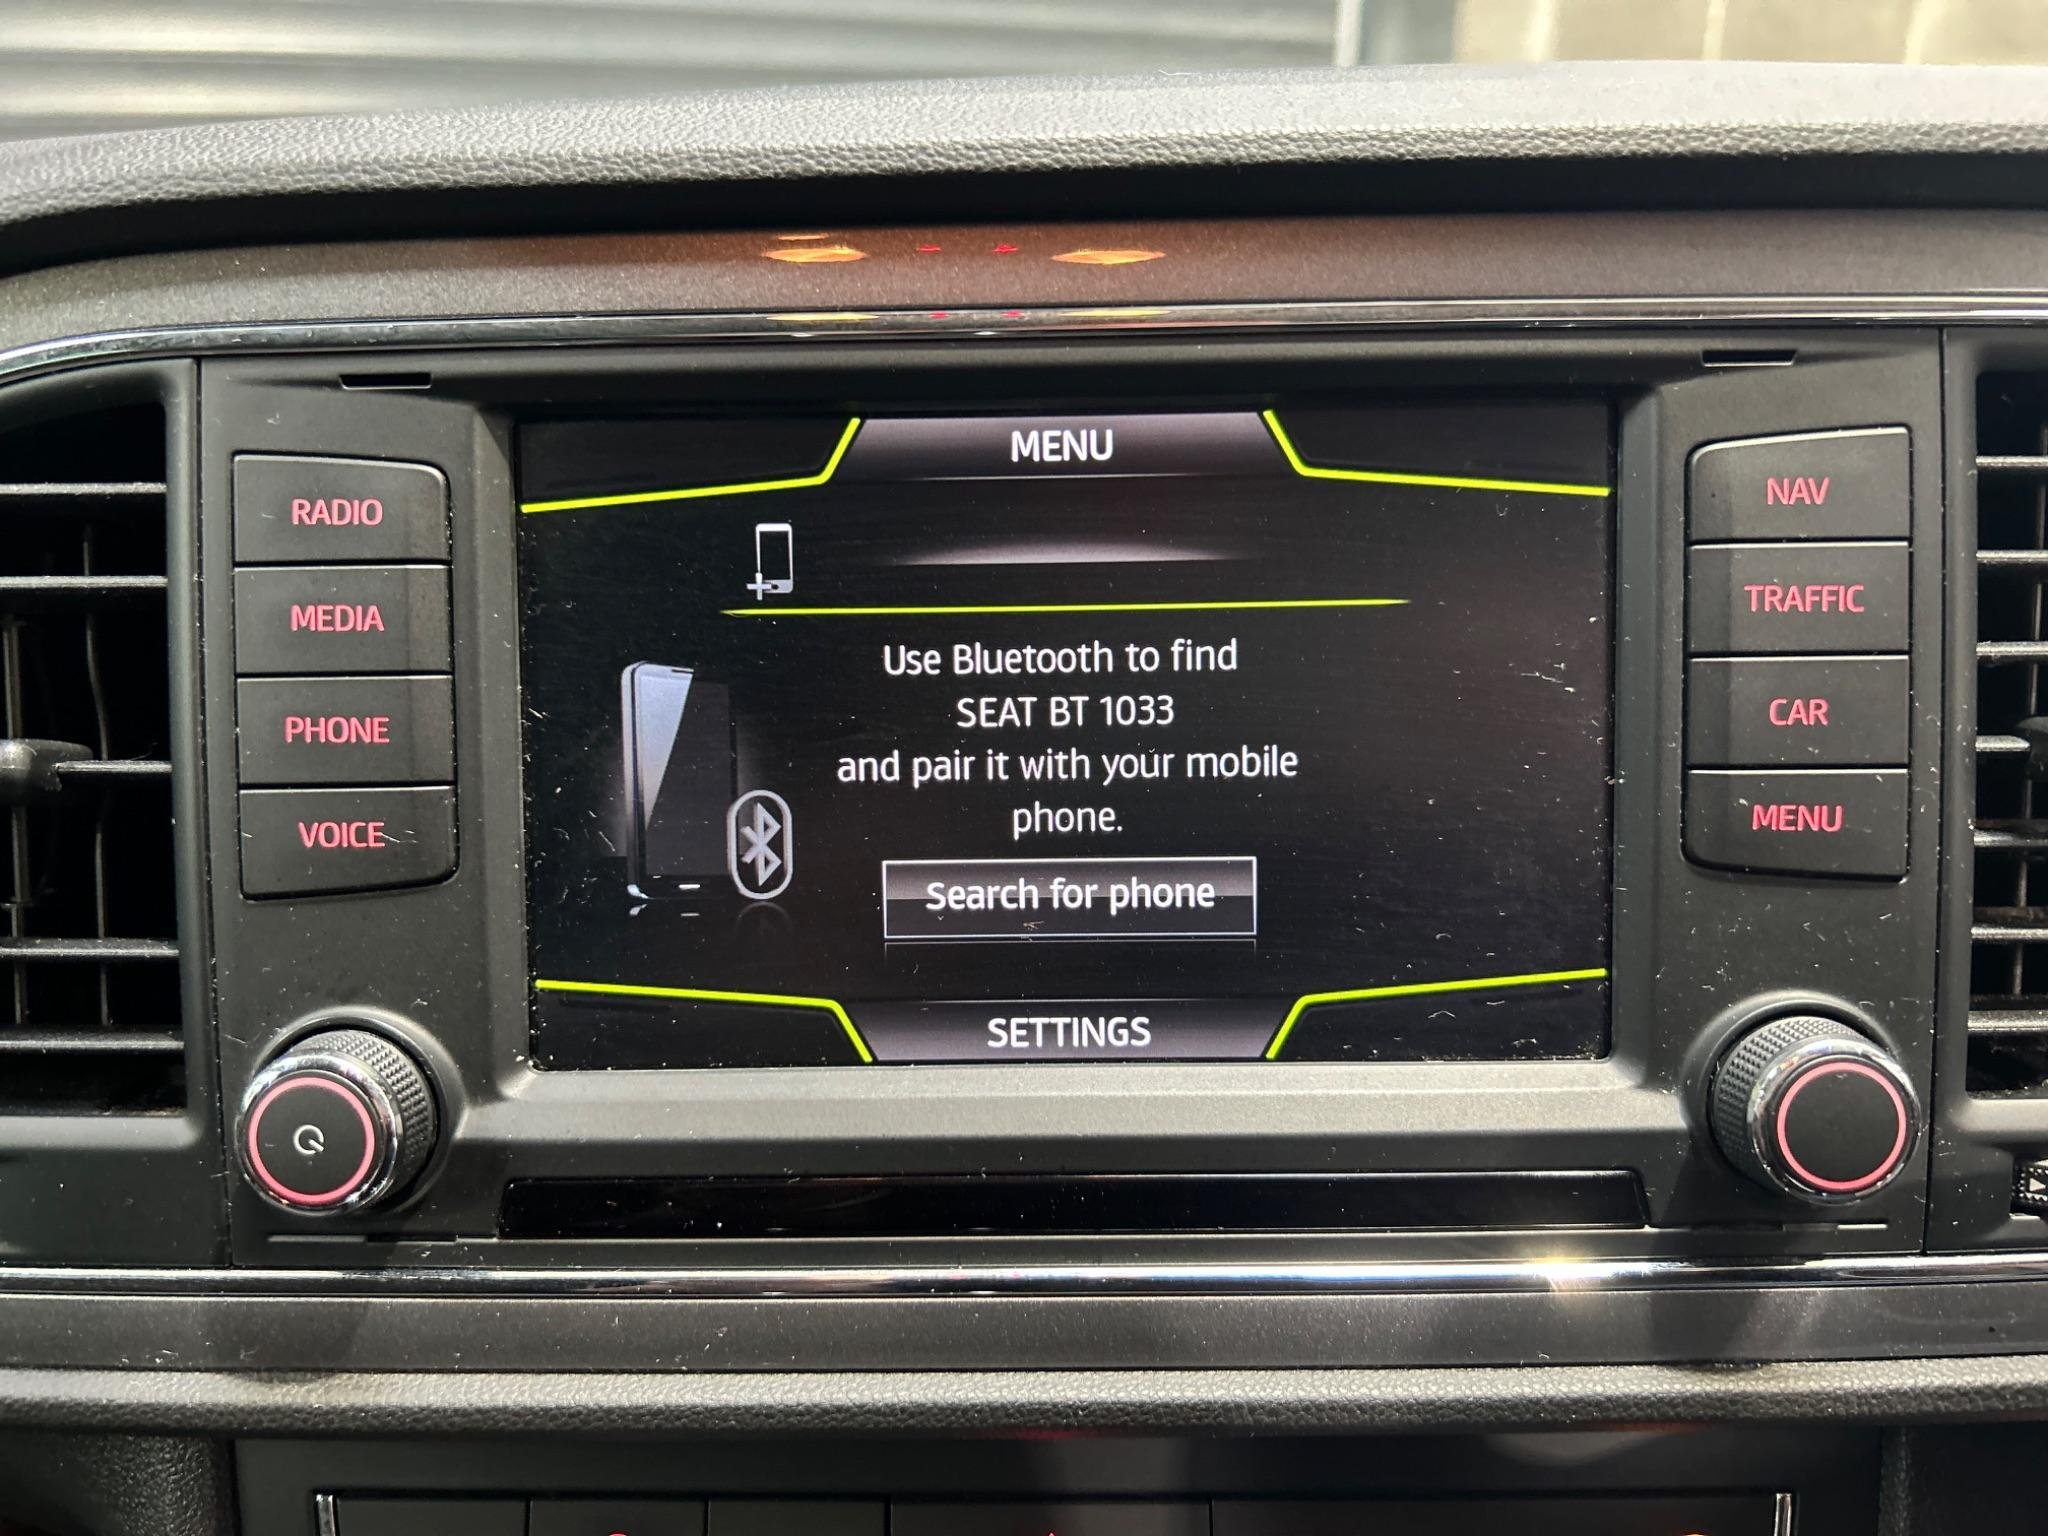 MENU
RADIO
MEDIA
PHONE
VOICE
Use Bluetooth to find
SEAT BT 1033
and pair it with your mobile
phone.
Search for phone
SETTINGS
NAV
TRAFFIC
CAR
MENU